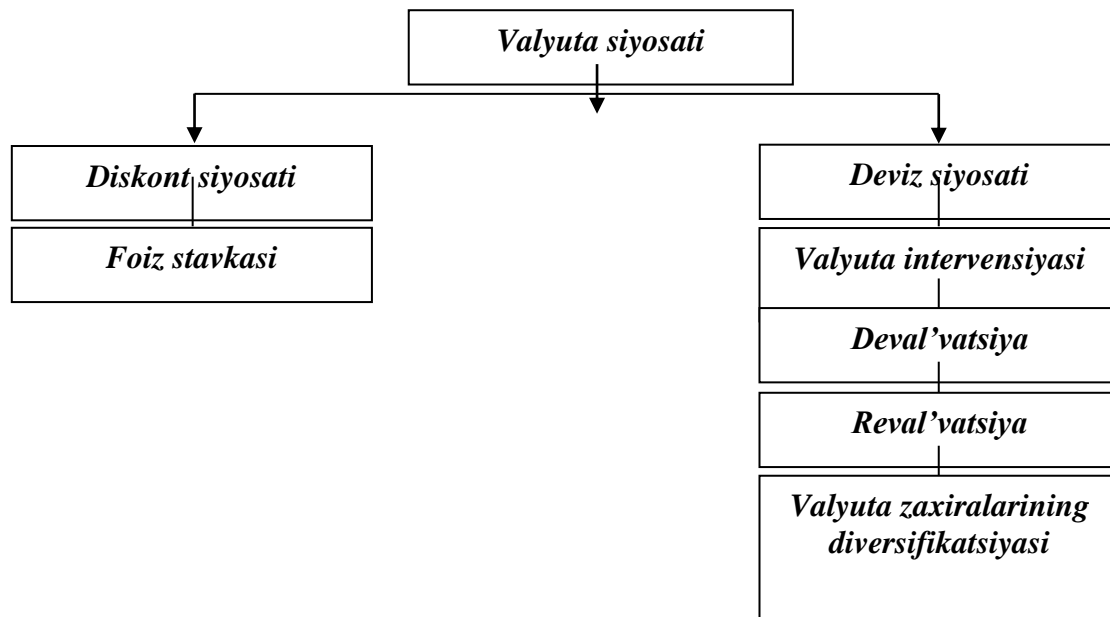 Valyuta siyosati
Diskont siyosati
Foiz stavkasi
Deviz siyosati
Valyuta intervensiyasi
Deval’vatsiya
Reval’vatsiya
Valyuta zaxiralarining
diversifikatsiyasi